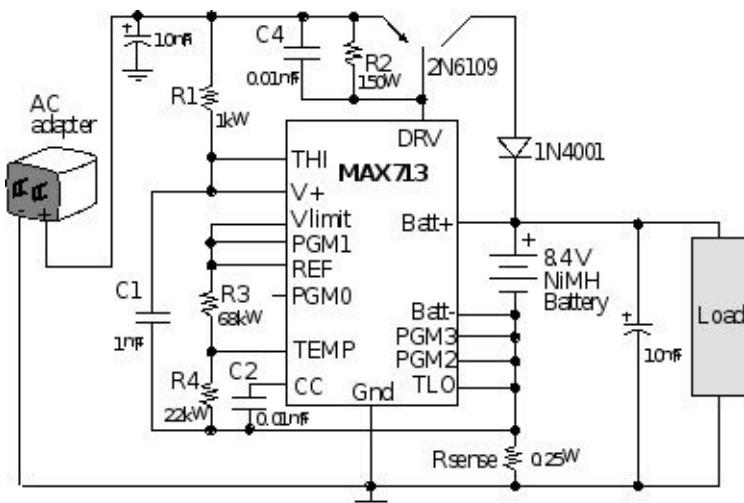 C4
0.01nF
R2
150W
2N6109
10nF
AC
adapter
R1
1kW
DRV
MAX713
THI
V+
Vlimit
PGM1
REF
PGM0
TEMP
CC
Gnd
Batt+
Batt-
PGM3
PGM2
TLO
1N4001
+
8.4V
NiMH
Battery
Load
10nF
C1
1nF
R3
68kW
R4
22kW
C2
0.01nF
Rsense
0.25W